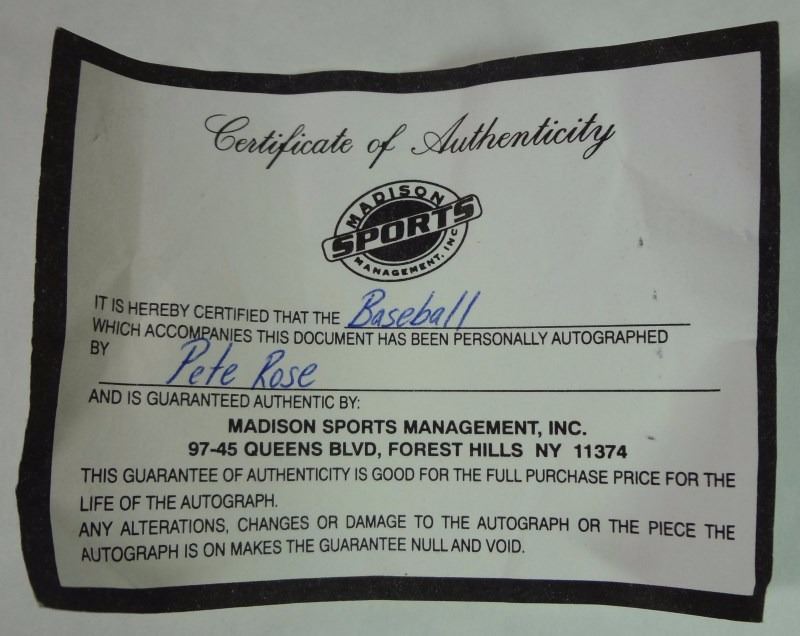 Certificate of Authenticity
MADISON
SPORTS
MANAGEMENT, INC
IT IS HEREBY CERTIFIED THAT THE Baseball
WHICH ACCOMPANIES THIS DOCUMENT HAS BEEN PERSONALLY AUTOGRAPHED
BY Pete Rose
AND IS GUARANTEED AUTHENTIC BY:
MADISON SPORTS MANAGEMENT, INC.
97-45 QUEENS BLVD, FOREST HILLS NY 11374
THIS GUARANTEE OF AUTHENTICITY IS GOOD FOR THE FULL PURCHASE PRICE FOR THE
LIFE OF THE AUTOGRAPH.
ANY ALTERATIONS, CHANGES OR DAMAGE TO THE AUTOGRAPH OR THE PIECE THE
AUTOGRAPH IS ON MAKES THE GUARANTEE NULL AND VOID.